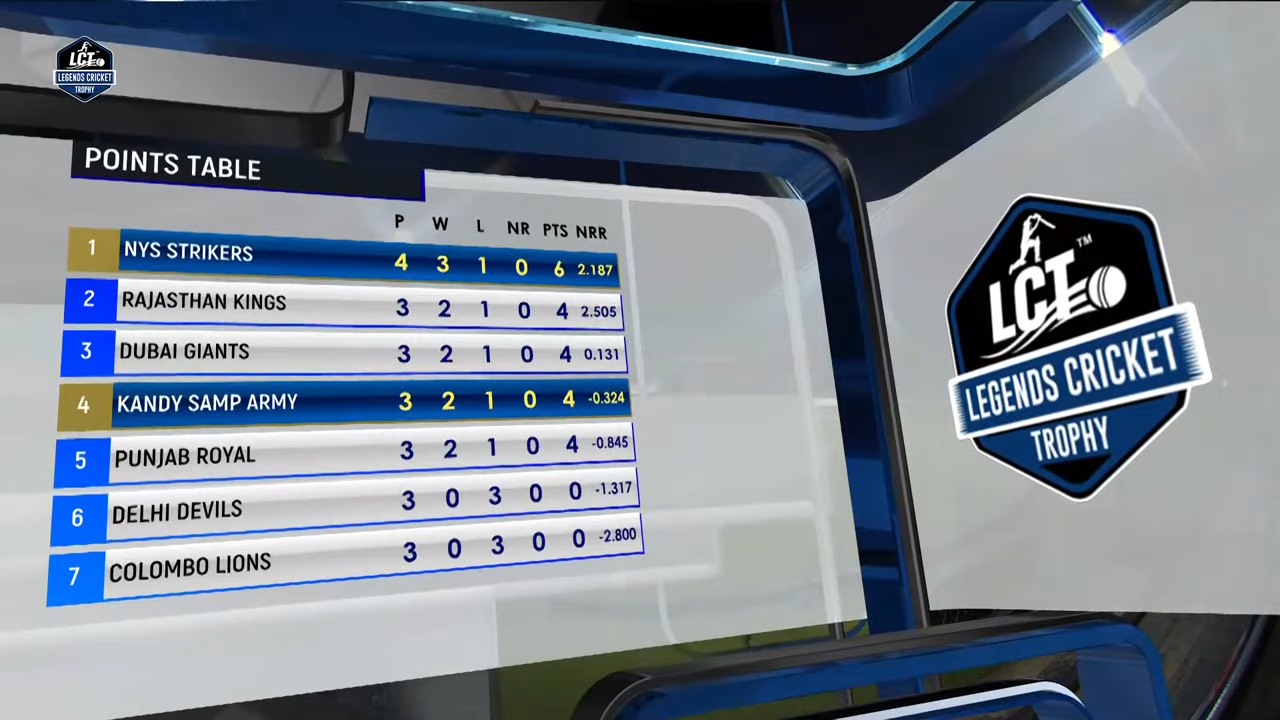 LCT™
LEGENDS CRICKET
TROPHY
POINTS TABLE
P W L NR PTS NRR
1 NYS STRIKERS 4 3 1 0 6 2.187
2 RAJASTHAN KINGS 3 2 1 0 4 2.505
3 DUBAI GIANTS 3 2 1 0 4 0.131
4 KANDY SAMP ARMY 3 2 1 0 4 -0.324
5 PUNJAB ROYAL 3 2 1 0 4 -0.845
6 DELHI DEVILS 3 0 3 0 0 -1.317
7 COLOMBO LIONS 3 0 3 0 0 -2.800
LCT™
LEGENDS CRICKET
TROPHY